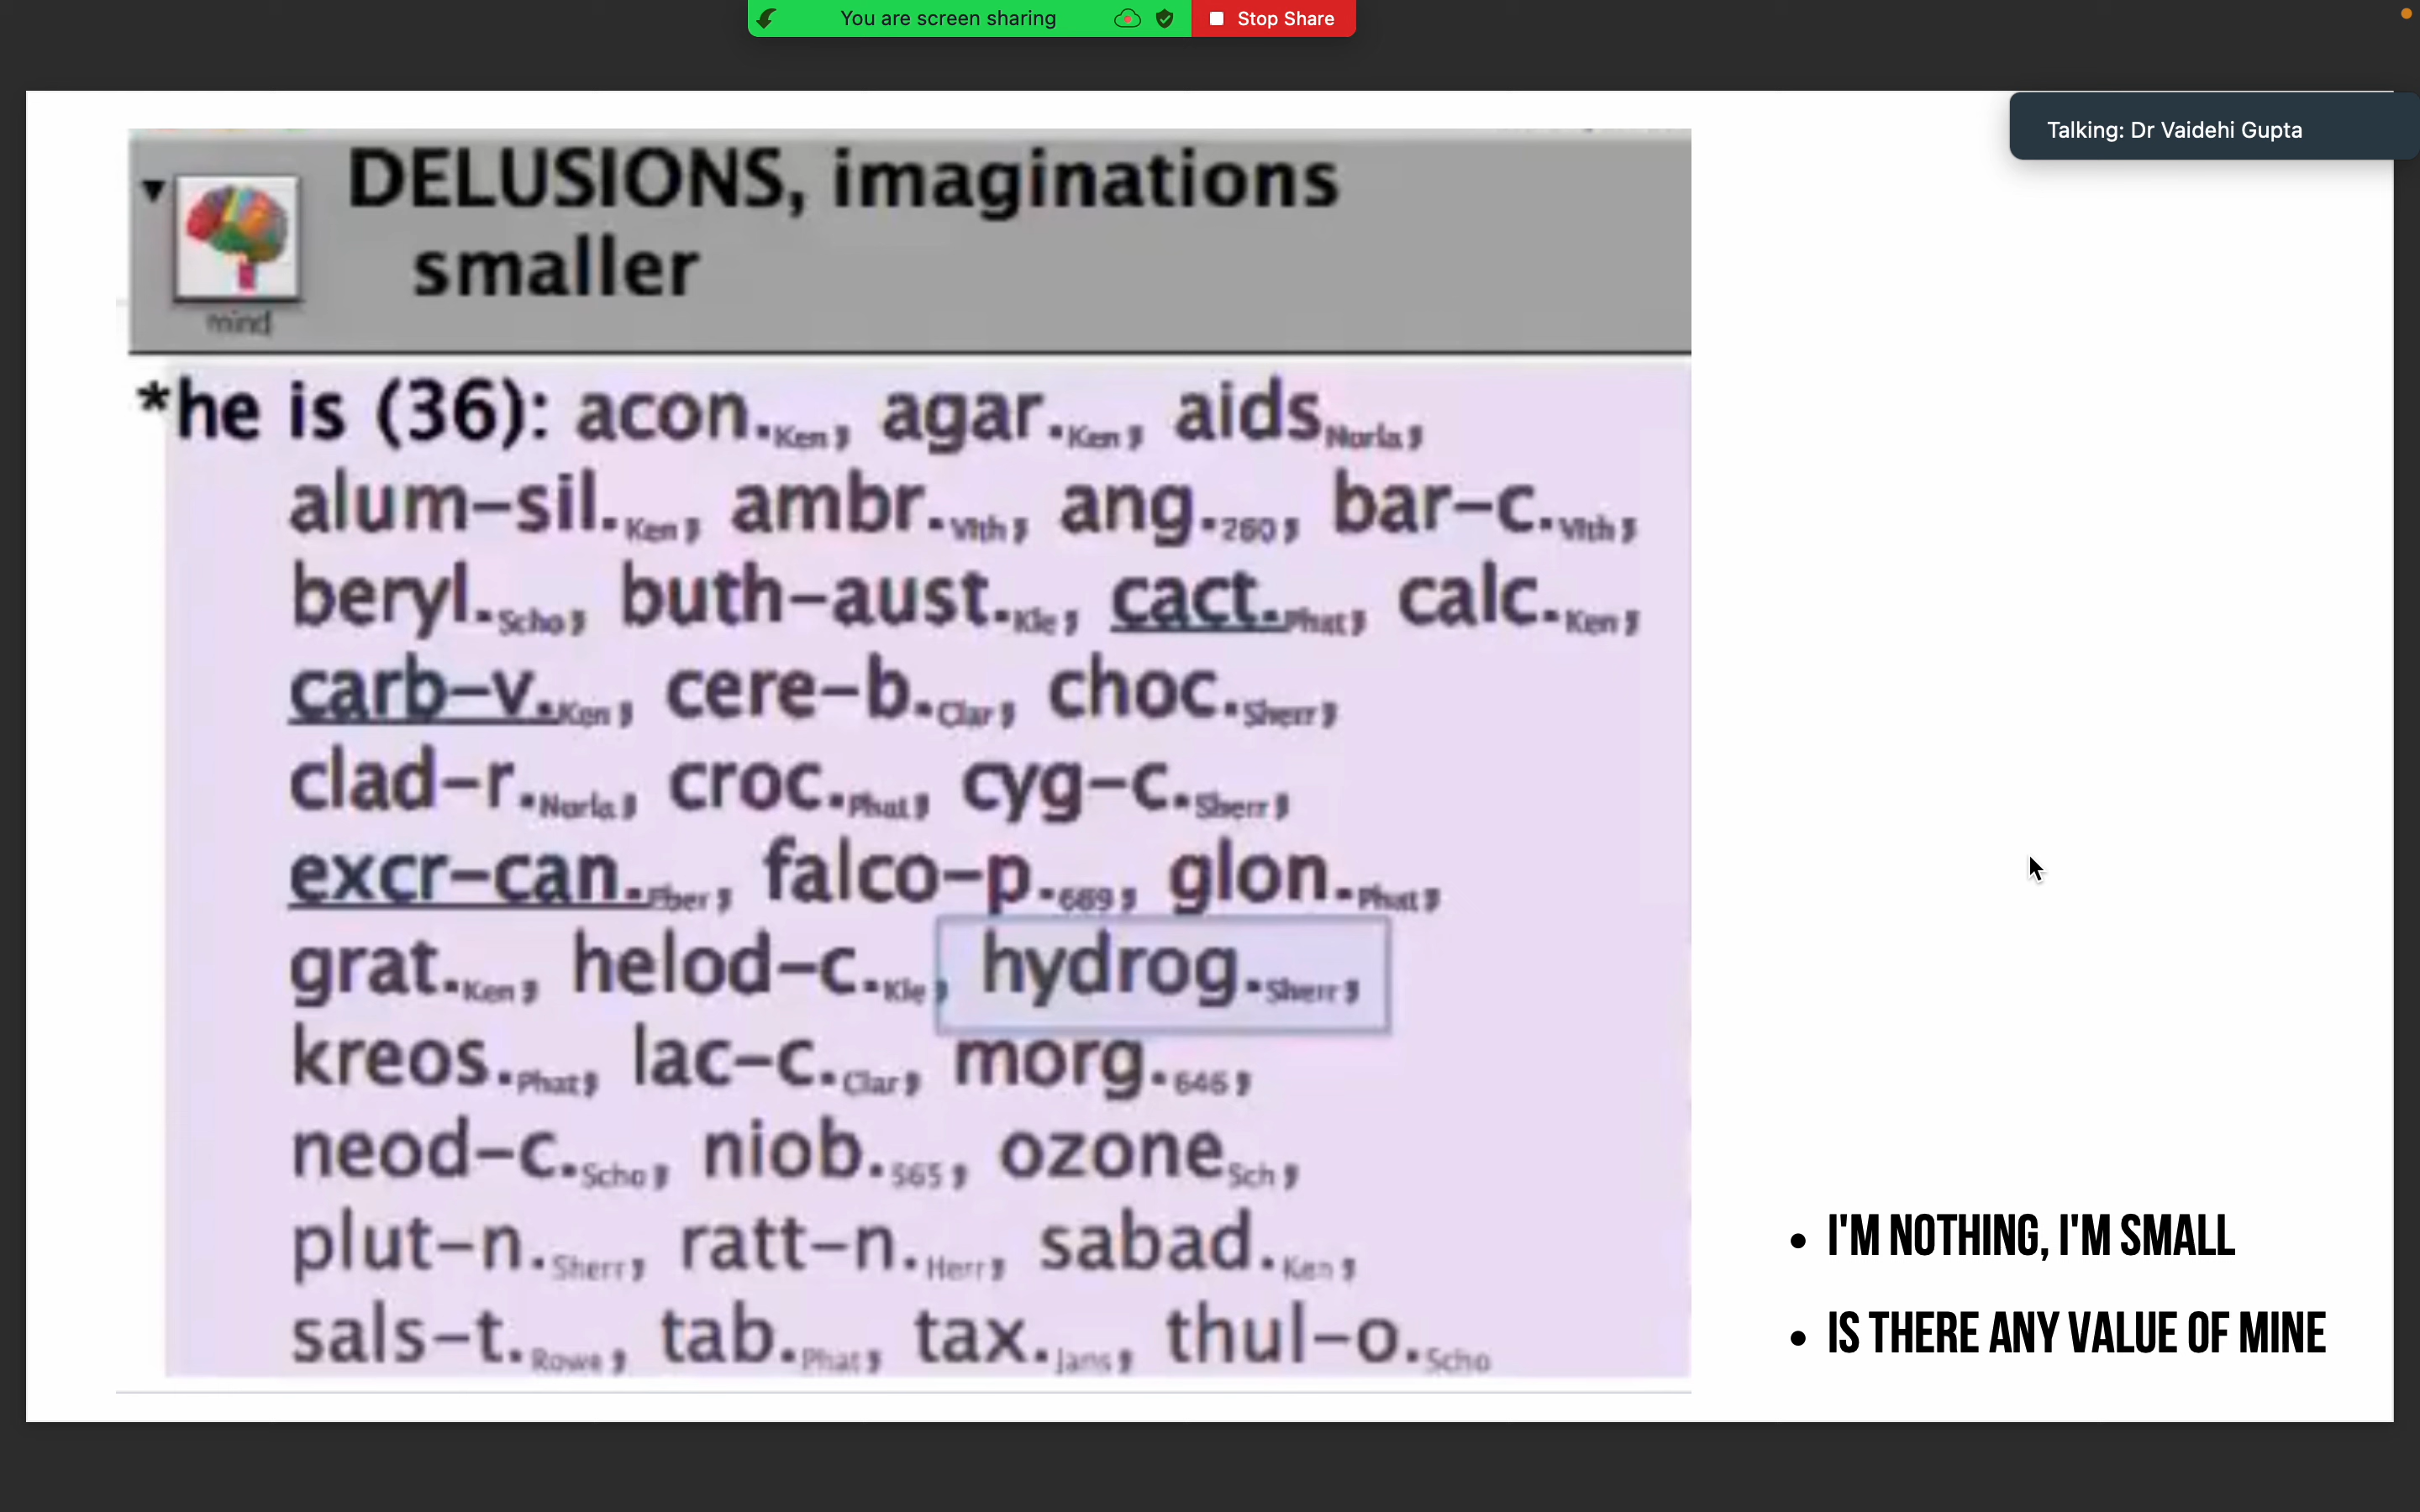 You are screen sharing Stop Share
Talking: Dr Vaidehi Gupta
DELUSIONS, imaginations
smaller
mind
*he is (36): acon.Ken, agar.Ken, aidsNorla,
alum-sil.Ken, ambr.Vith, ang.260, bar-c.Vith,
beryl.Scho, buth-aust.Kle, cact.Phat, calc.Ken,
carb-v.Ken, cere-b.Clar, choc.Sherr,
clad-r.Norla, croc.Phat, cyg-c.Sherr,
excr-can.Eber, falco-p.689, glon.Phat,
grat.Ken, helod-c.Kle, hydrog.Sherr,
kreos.Phat, lac-c.Clar, morg.646,
neod-c.Scho, niob.565, ozoneSch,
plut-n.Sherr, ratt-n.Herr, sabad.Ken,
sals-t.Rowe, tab.Phat, tax.Jans, thul-o.Scho
• I'M NOTHING, I'M SMALL
• IS THERE ANY VALUE OF MINE